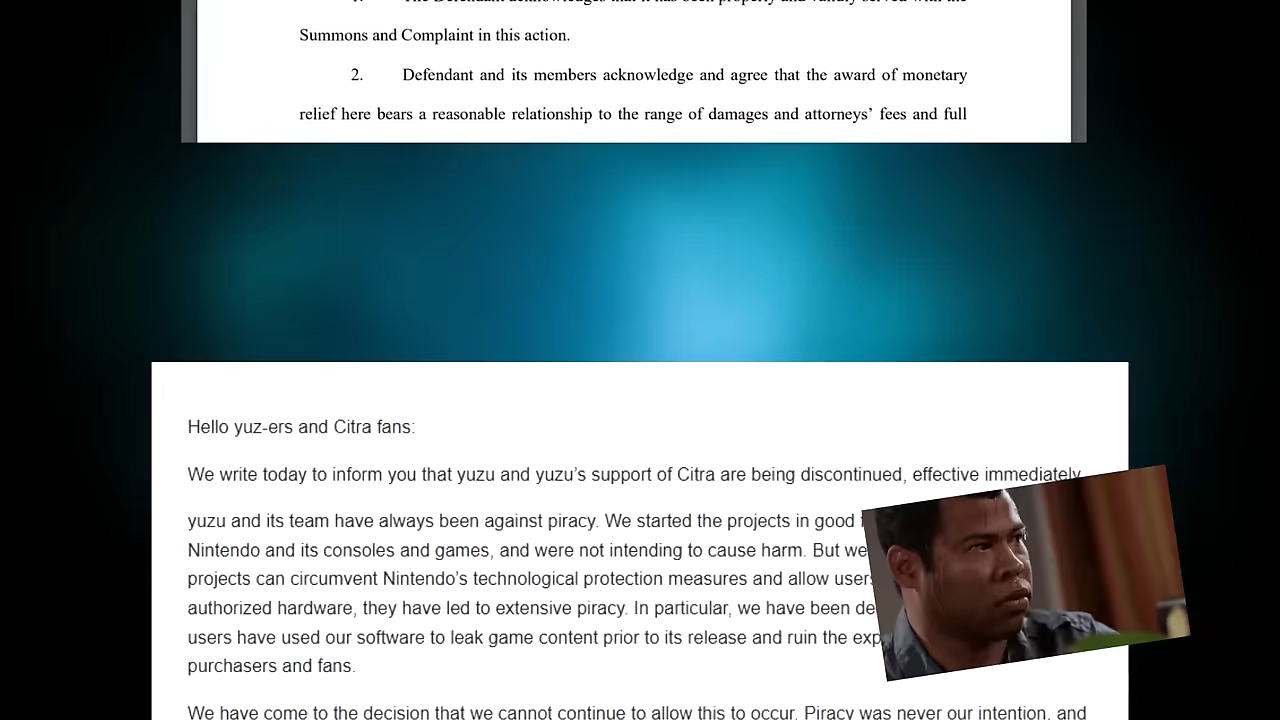 Summons and Complaint in this action.
2. Defendant and its members acknowledge and agree that the award of monetary
relief here bears a reasonable relationship to the range of damages and attorneys’ fees and full
Hello yuz-ers and Citra fans:
We write today to inform you that yuzu and yuzu’s support of Citra are being discontinued, effective immediately.
yuzu and its team have always been against piracy. We started the projects in good
Nintendo and its consoles and games, and were not intending to cause harm. But we
projects can circumvent Nintendo’s technological protection measures and allow users
authorized hardware, they have led to extensive piracy. In particular, we have been
users have used our software to leak game content prior to its release and ruin the
purchasers and fans.
We have come to the decision that we cannot continue to allow this to occur. Piracy was never our intention, and